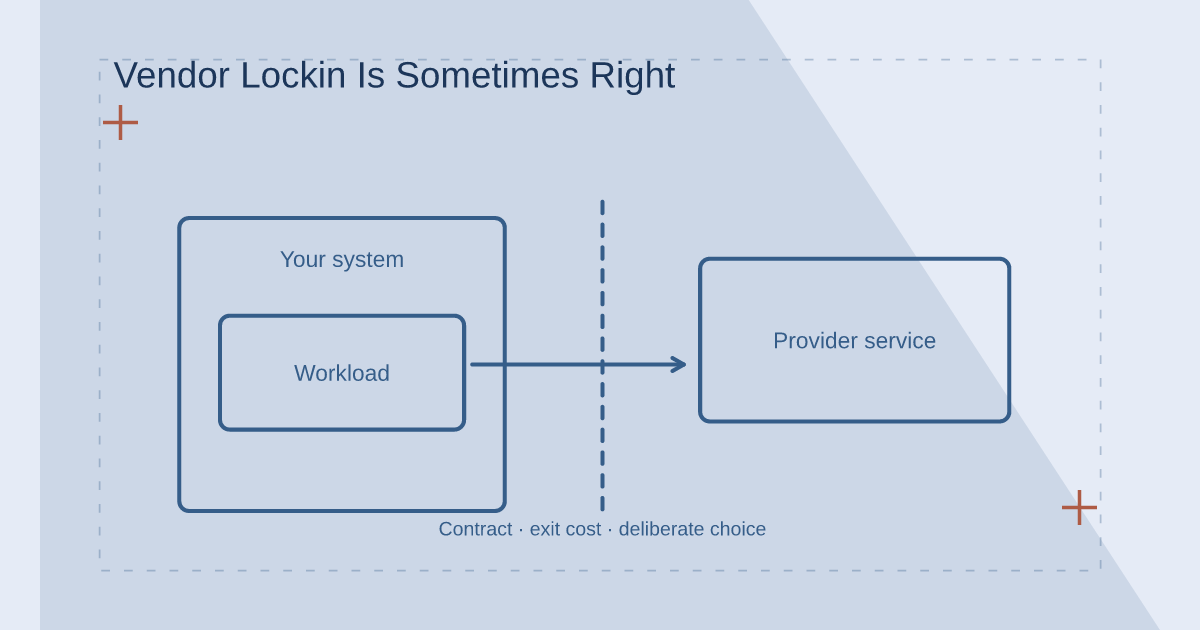 Vendor Lockin Is Sometimes Right
Your system
Workload
Provider service
Contract · exit cost · deliberate choice